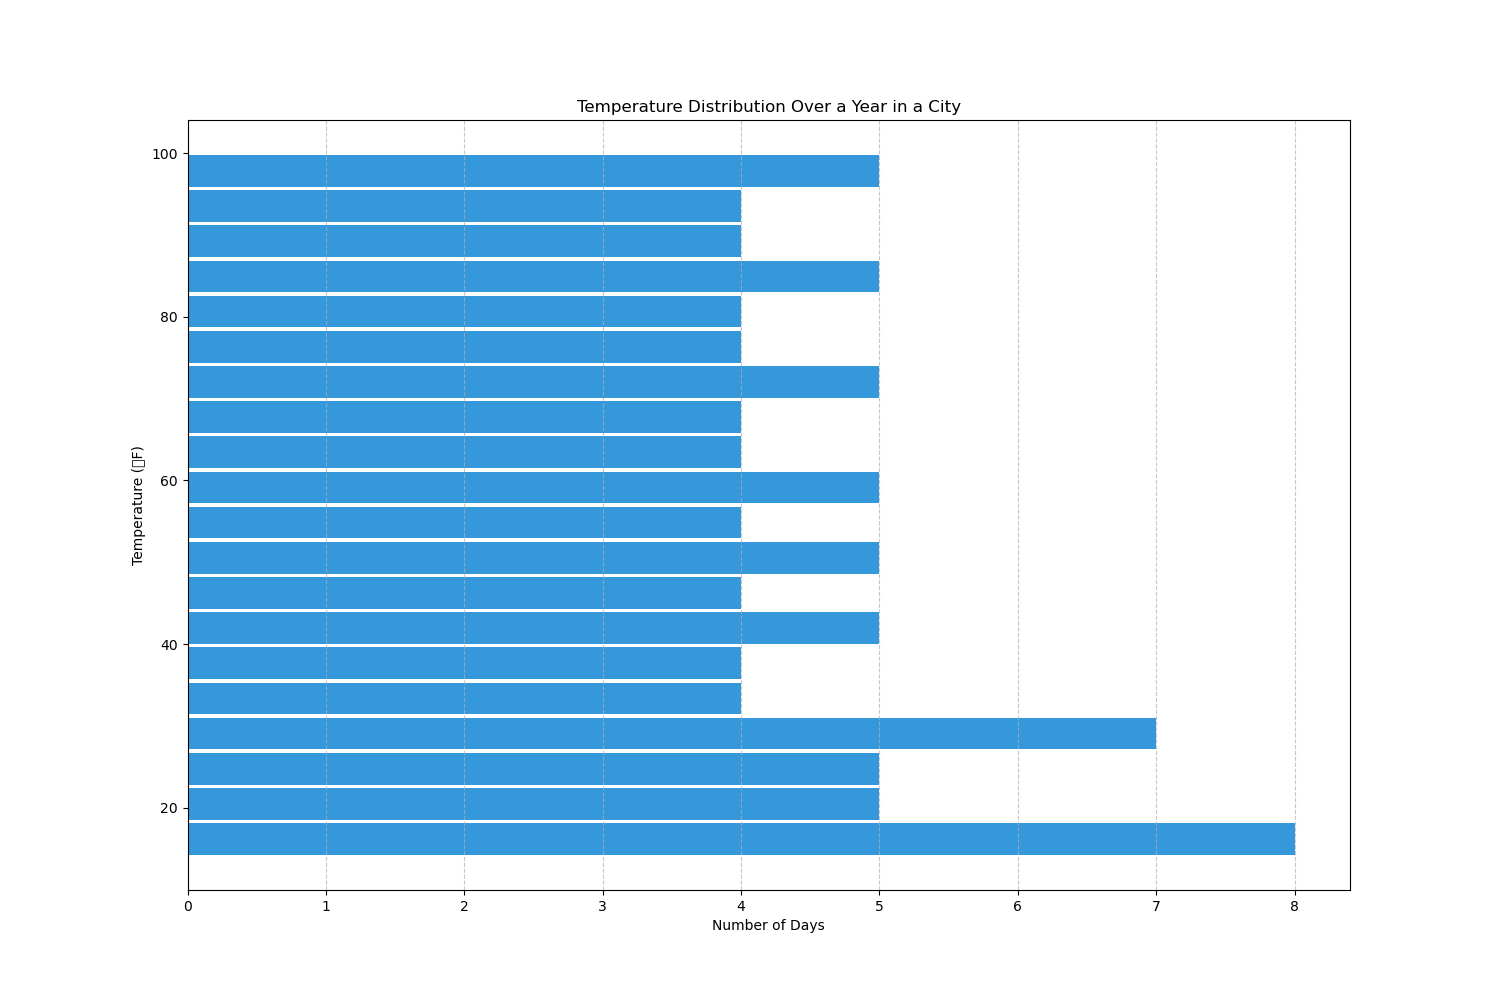 Temperature Distribution Over a Year in a City
100
80
60
40
20
Temperature (▯F)
0 1 2 3 4 5 6 7 8
Number of Days